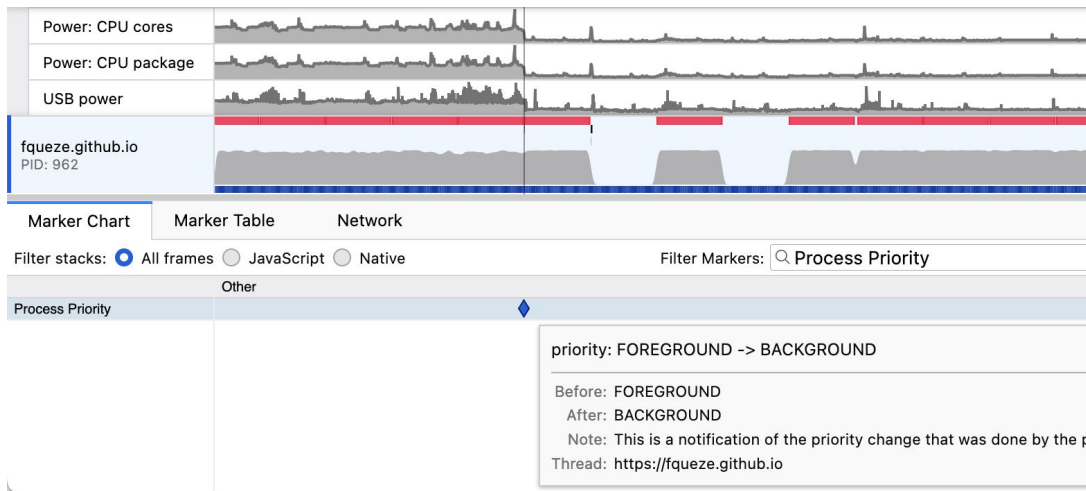 Power: CPU cores
Power: CPU package
USB power
fqueze.github.io
PID: 962
Marker Chart Marker Table Network
Filter stacks: All frames JavaScript Native Filter Markers: Process Priority
Other
Process Priority
priority: FOREGROUND -> BACKGROUND
Before: FOREGROUND
After: BACKGROUND
Note: This is a notification of the priority change that was done by the
Thread: https://fqueze.github.io